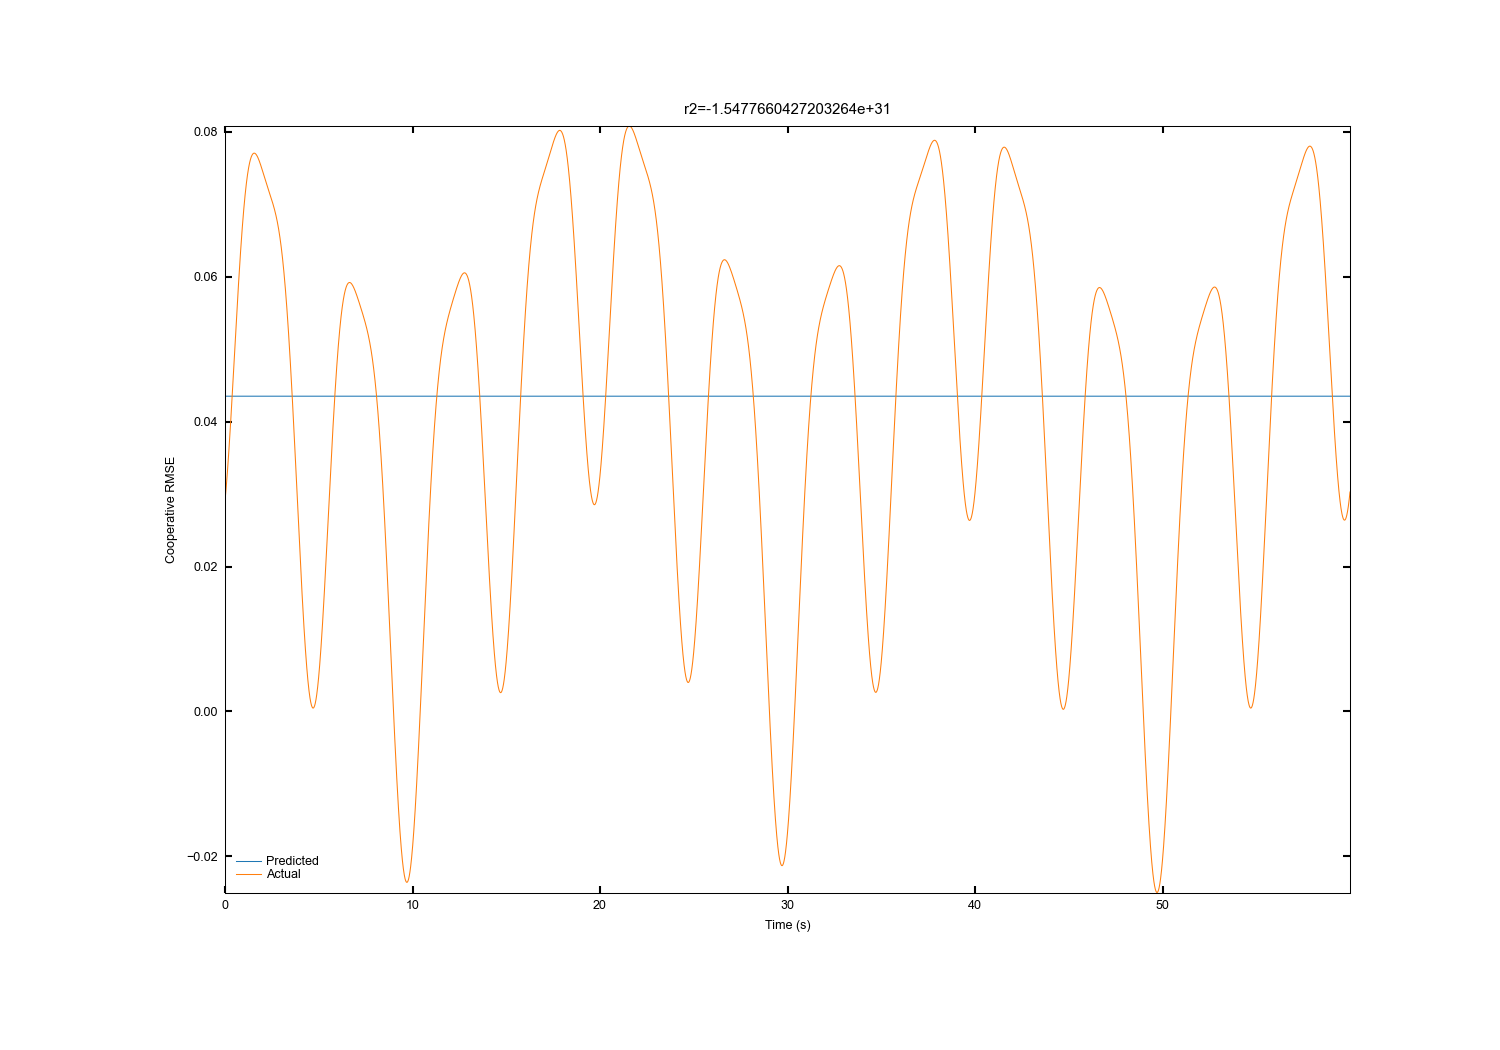 r2=-1.5477660427203264e+31
0.08
0.06
0.04
0.02
0.00
−0.02
Cooperative RMSE
Predicted
Actual
0 10 20 30 40 50
Time (s)